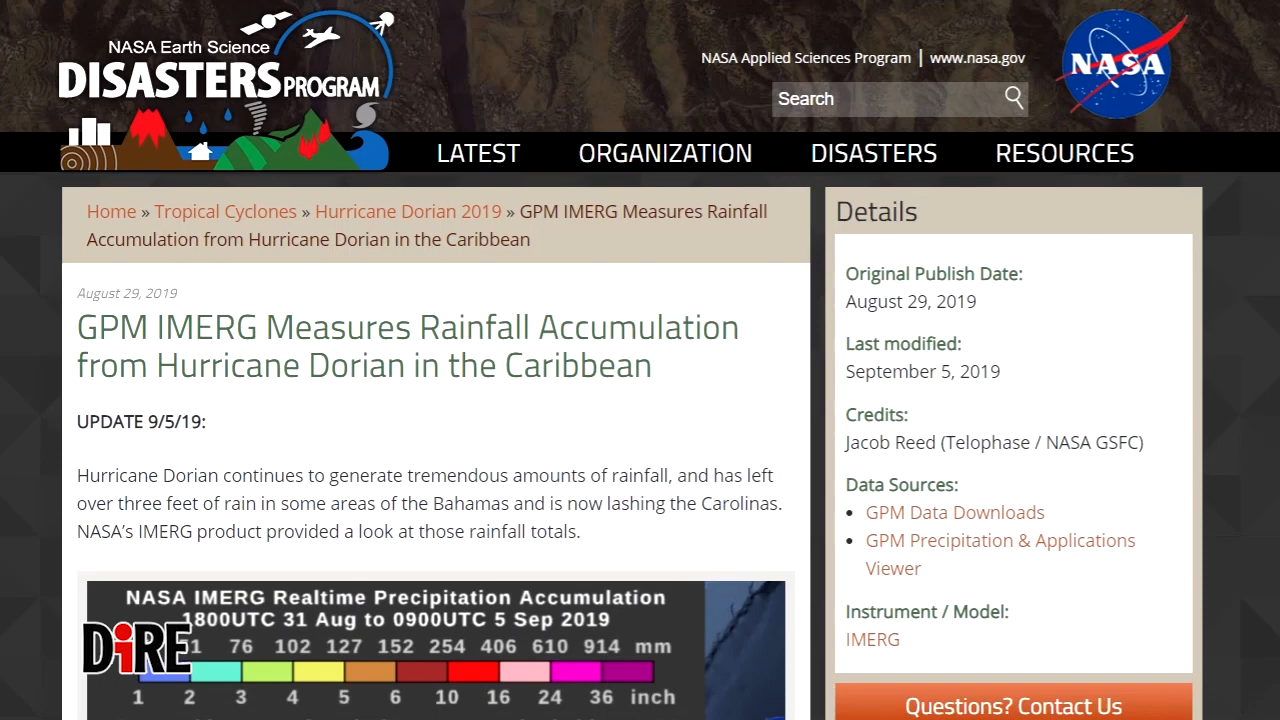 NASA Earth Science
DISASTERS PROGRAM
NASA Applied Sciences Program | www.nasa.gov
Search
NASA
LATEST ORGANIZATION DISASTERS RESOURCES
Home » Tropical Cyclones » Hurricane Dorian 2019 » GPM IMERG Measures Rainfall
Accumulation from Hurricane Dorian in the Caribbean
August 29, 2019
GPM IMERG Measures Rainfall Accumulation
from Hurricane Dorian in the Caribbean
UPDATE 9/5/19:
Hurricane Dorian continues to generate tremendous amounts of rainfall, and has left
over three feet of rain in some areas of the Bahamas and is now lashing the Carolinas.
NASA’s IMERG product provided a look at those rainfall totals.
NASA IMERG Realtime Precipitation Accumulation
1800UTC 31 Aug to 0900UTC 5 Sep 2019
76 102 127 152 254 406 610 914 mm
DiRE
1 2 3 4 5 6 10 16 24 36 inch
Details
Original Publish Date:
August 29, 2019
Last modified:
September 5, 2019
Credits:
Jacob Reed (Telophase / NASA GSFC)
Data Sources:
GPM Data Downloads
GPM Precipitation & Applications
Viewer
Instrument / Model:
IMERG
Questions? Contact Us